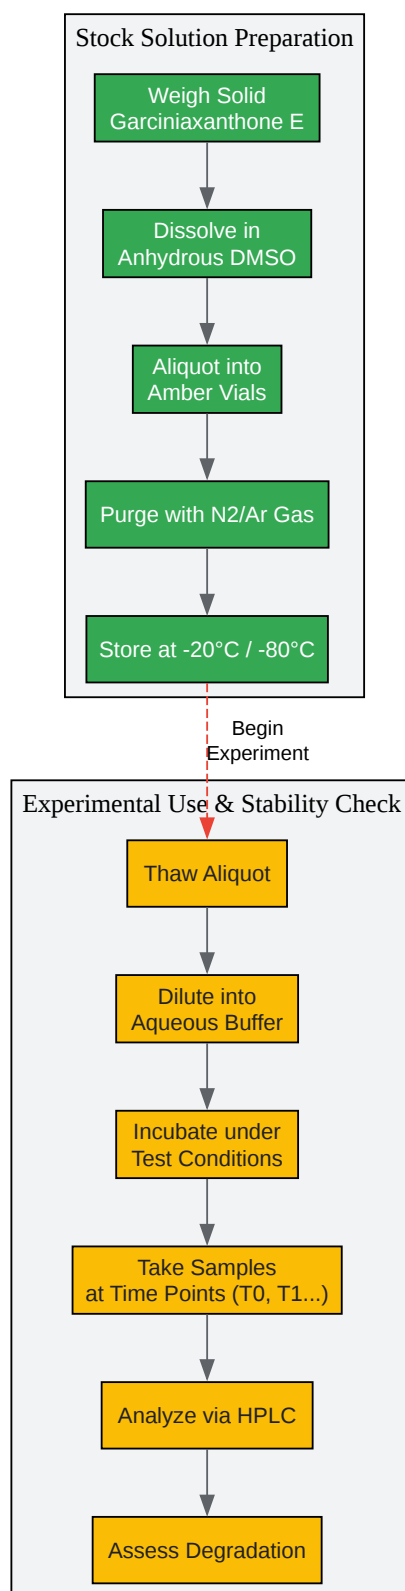 Stock Solution Preparation
Weigh Solid
Garciniaxanthone E
Dissolve in
Anhydrous DMSO
Aliquot into
Amber Vials
Purge with N2/Ar Gas
Store at -20°C / -80°C
Begin
Experiment
Experimental Use & Stability Check
Thaw Aliquot
Dilute into
Aqueous Buffer
Incubate under
Test Conditions
Take Samples
at Time Points (T0, T1...)
Analyze via HPLC
Assess Degradation